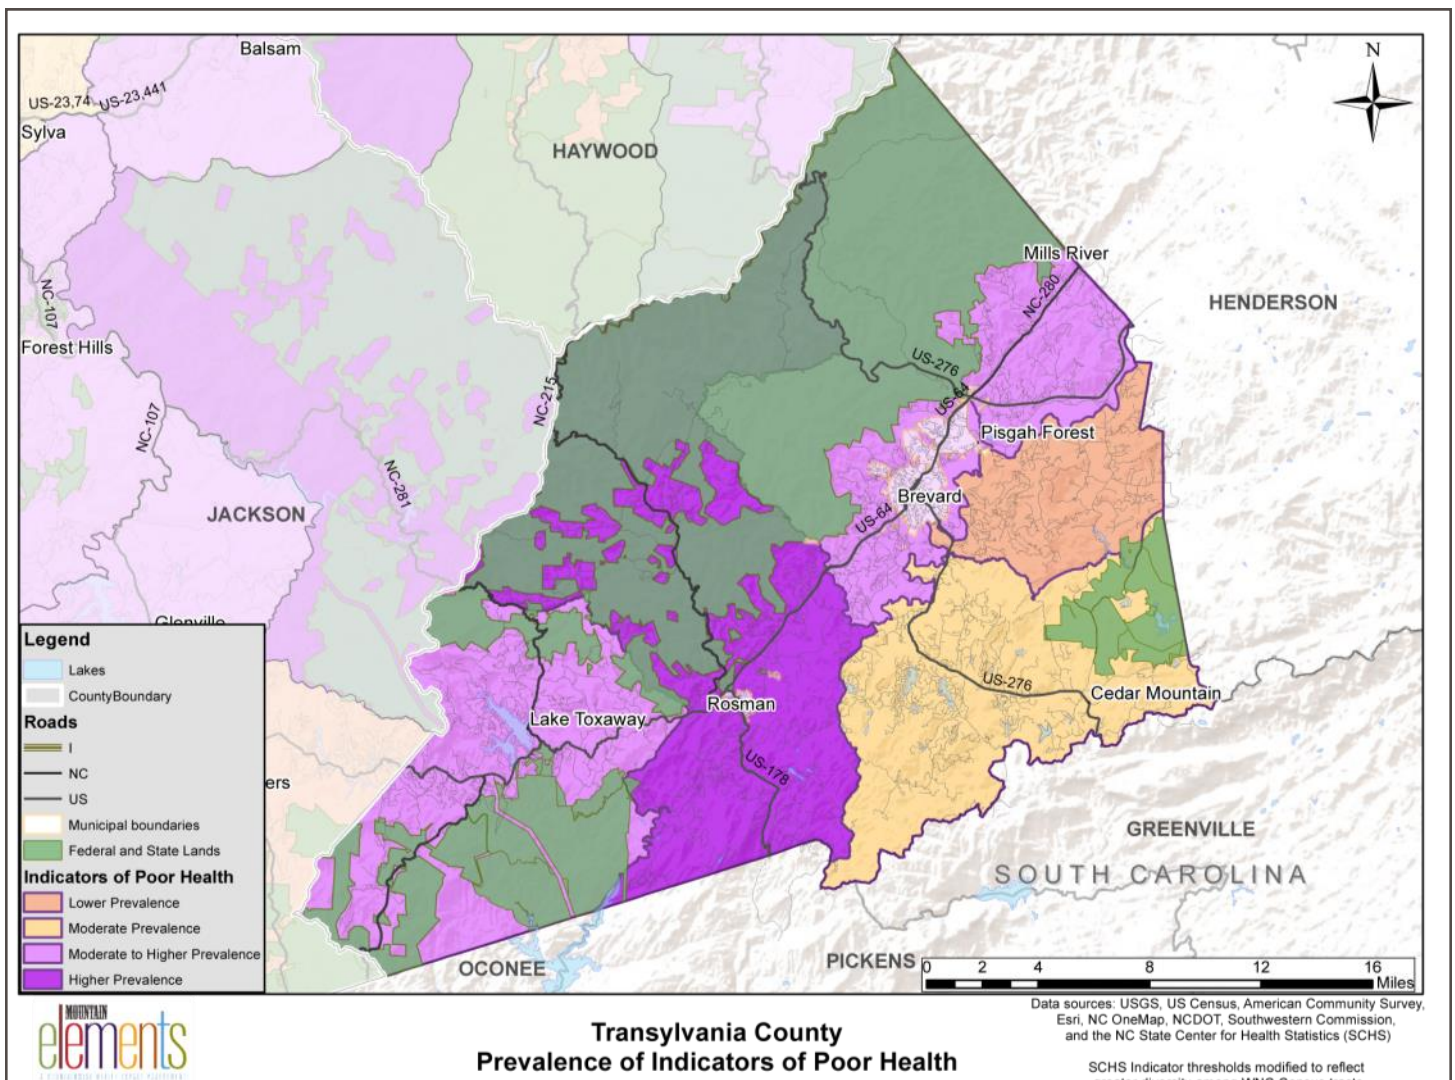 Balsam
US-23,74
US-23,441
Sylva
HAYWOOD
N
Mills River
NC-280
HENDERSON
NC-107
Forest Hills
US-276
NC-215
US-64
NC-107
Pisgah Forest
NC-281
Brevard
JACKSON
US-64
Glenville
Legend
Lakes
CountyBoundary
Roads
I
NC
US
Municipal boundaries
Federal and State Lands
Indicators of Poor Health
Lower Prevalence
Moderate Prevalence
Moderate to Higher Prevalence
Higher Prevalence
US-276
Cedar Mountain
Rosman
Lake Toxaway
US-178
ers
GREENVILLE
SOUTH CAROLINA
PICKENS
OCONEE
0 2 4 8 12 16
Miles
MOUNTAIN
elements
Transylvania County
Prevalence of Indicators of Poor Health
Data sources: USGS, US Census, American Community Survey,
Esri, NC OneMap, NCDOT, Southwestern Commission,
and the NC State Center for Health Statistics (SCHS)
SCHS Indicator thresholds modified to reflect